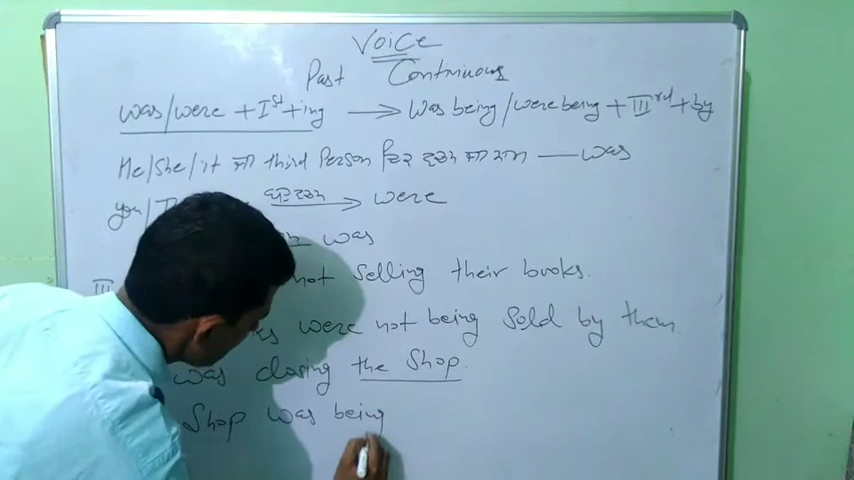 Voice
Past Continuous
was/were + Ist + ing → Was being/were being + IIIrd + by
He/She/it third Person — was
you/ → were
was
III not Selling their books.
were not being Sold by them.
was closing the Shop.
Shop was being